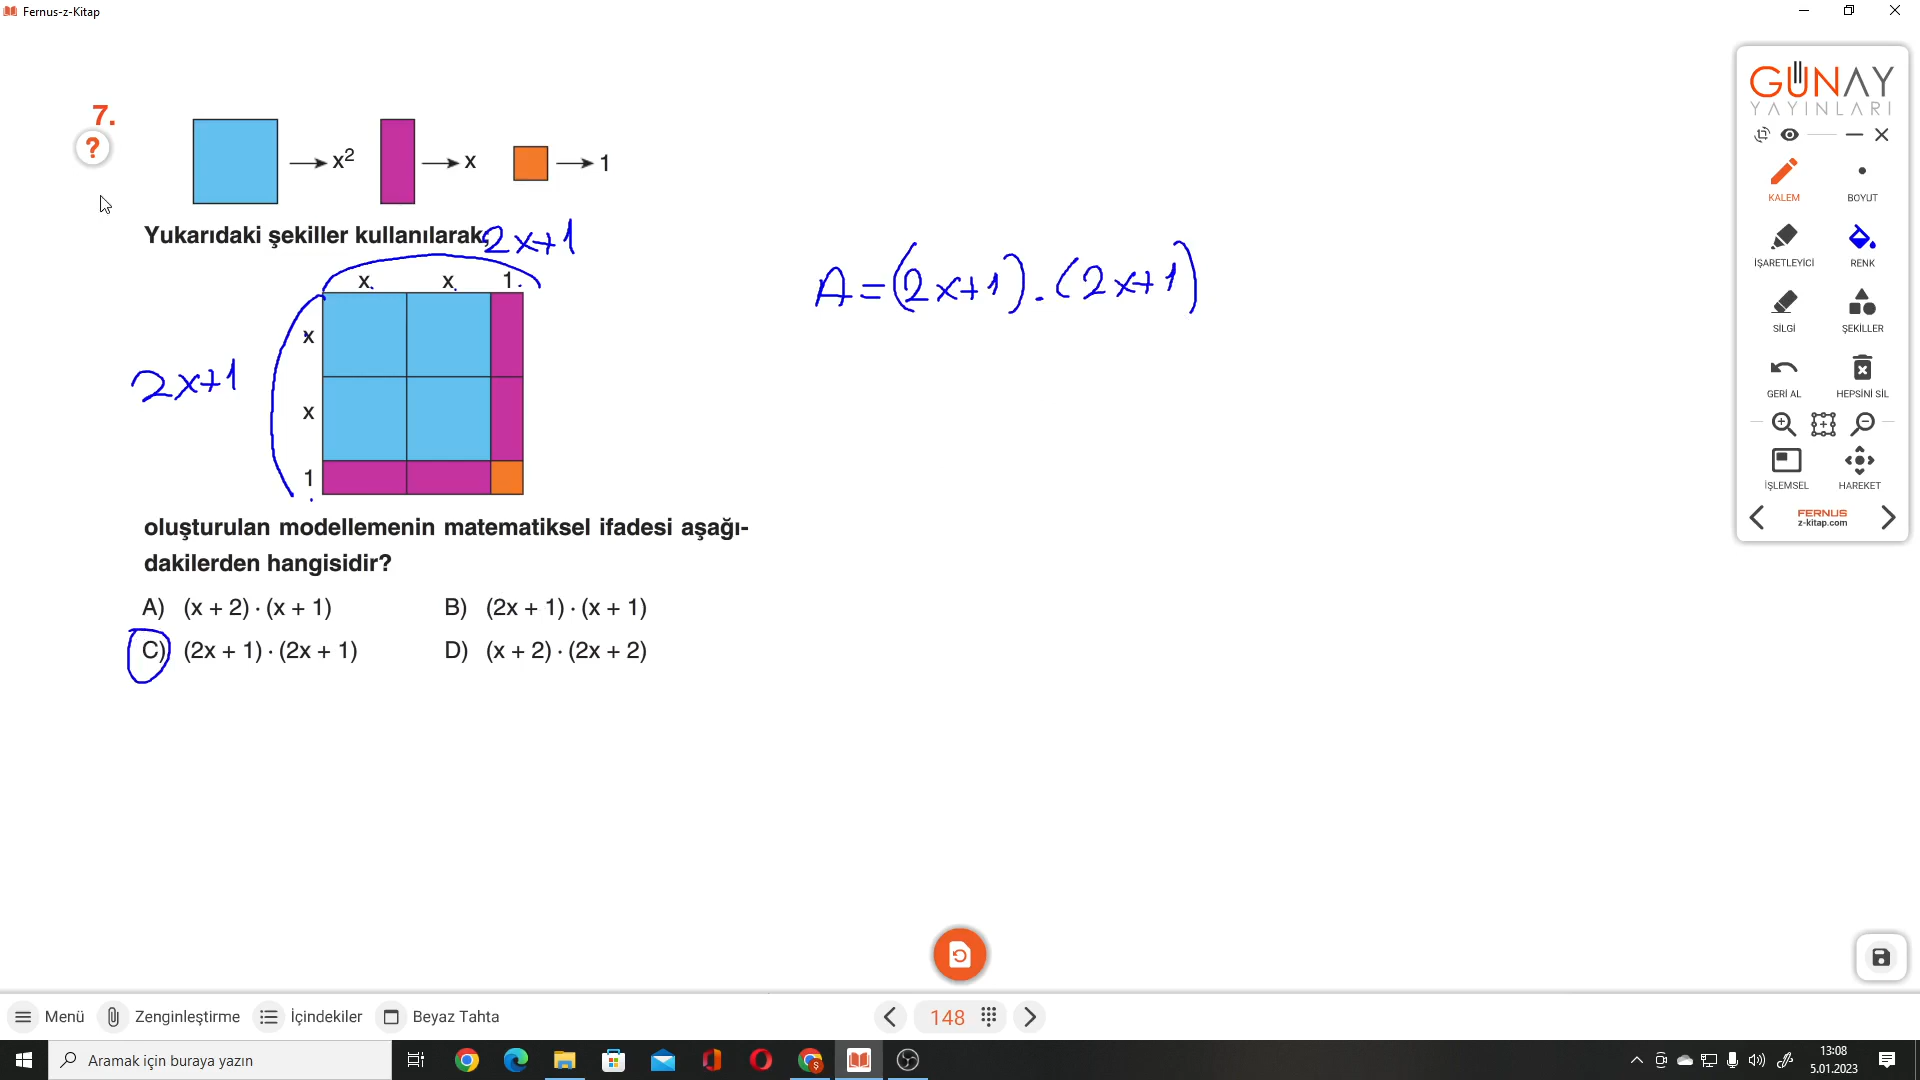 Fernus-z-Kitap
7.
?
x²
x
1
Yukarıdaki şekiller kullanılarak,
2x+1
x
x
1
x
x
1
2x+1
A=(2x+1).(2x+1)
oluşturulan modellemenin matematiksel ifadesi aşağı-
dakilerden hangisidir?
A) (x + 2) · (x + 1)
B) (2x + 1) · (x + 1)
C) (2x + 1) · (2x + 1)
D) (x + 2) · (2x + 2)
GÜNAY
YAYINLARI
KALEM
BOYUT
İŞARETLEYİCİ
RENK
SİLGİ
ŞEKİLLER
GERİ AL
HEPSİNİ SİL
İŞLEMSEL
HAREKET
FERNUS
z-kitap.com
Menü
Zenginleştirme
İçindekiler
Beyaz Tahta
148
Aramak için buraya yazın
13:08
5.01.2023